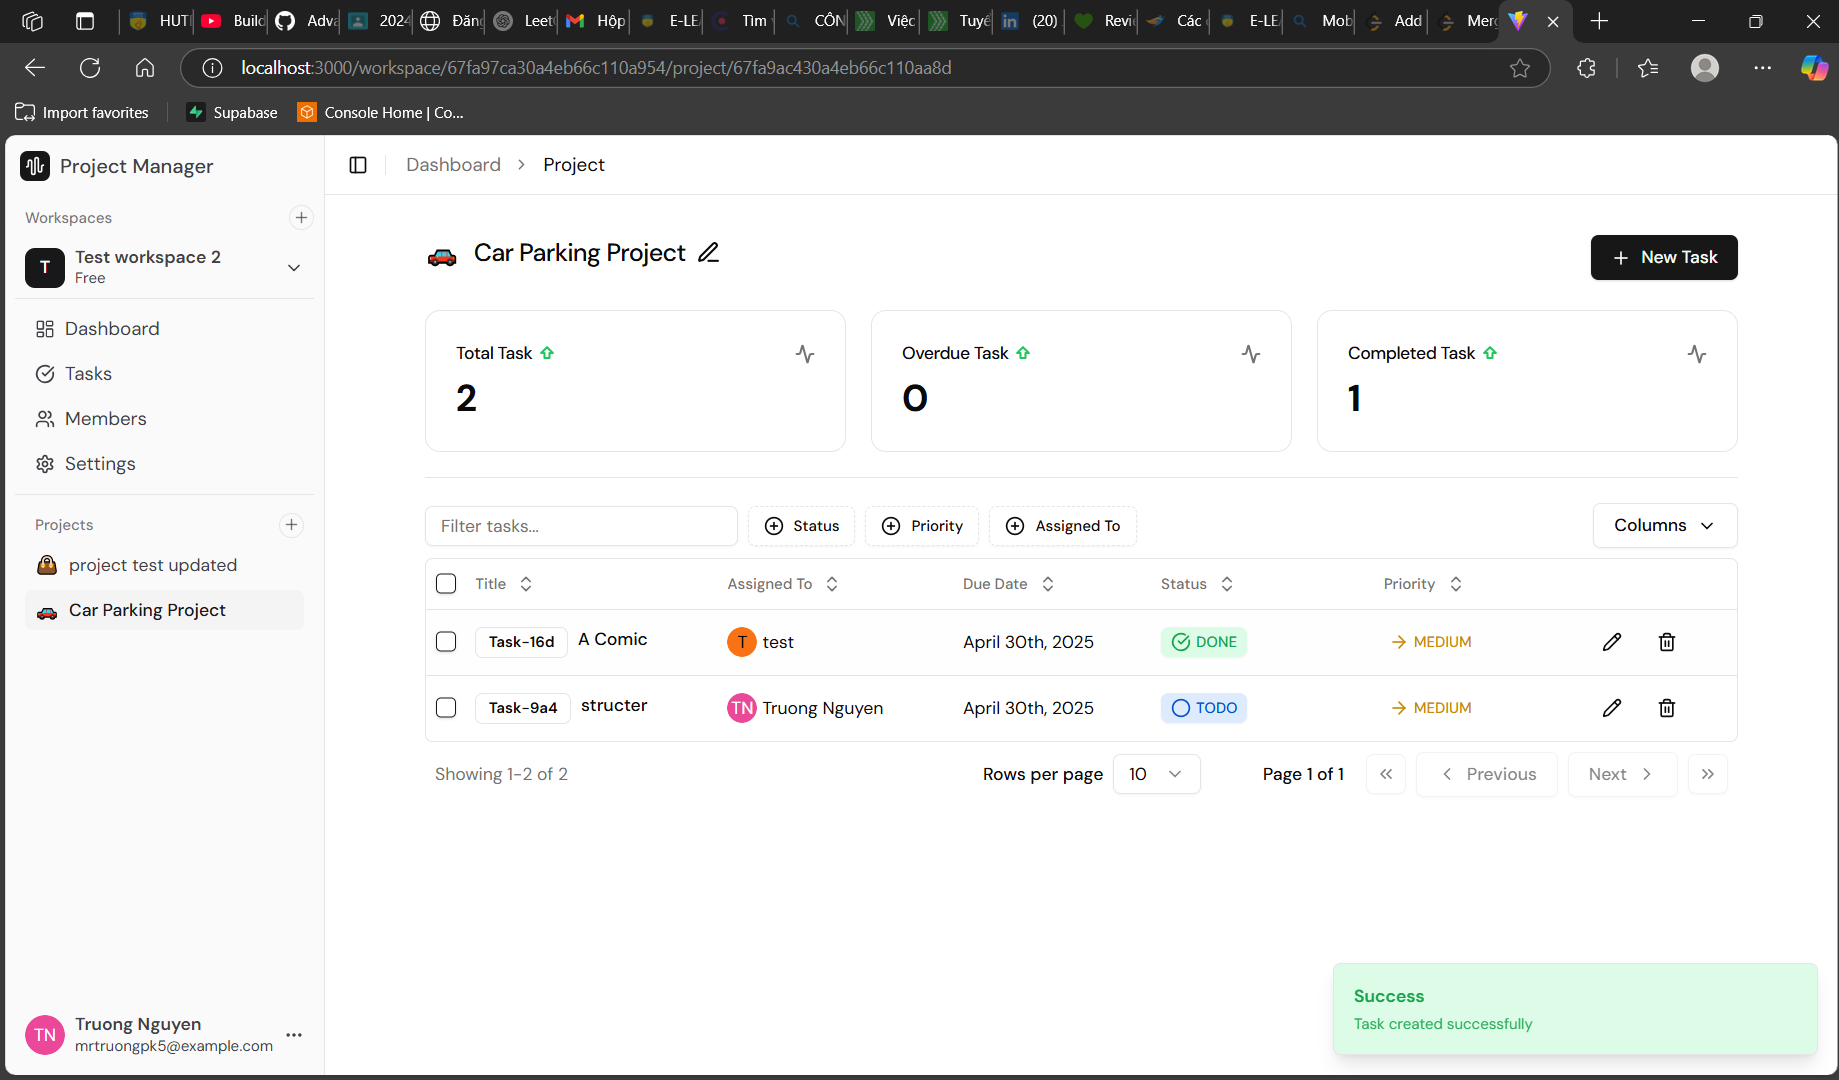 HUT
Build
Adva
2024
Đăn
Leet
Hộp
E-LE
Tìm
CÔN
Việc
Tuyể
(20)
Revie
Các
E-LE
Mob
Add
Merg
localhost:3000/workspace/67fa97ca30a4eb66c110a954/project/67fa9ac430a4eb66c110aa8d
Import favorites
Supabase
Console Home | Co...
Project Manager
Dashboard > Project
Workspaces
T
Test workspace 2
Free
Dashboard
Tasks
Members
Settings
Projects
project test updated
Car Parking Project
Car Parking Project
New Task
Total Task
2
Overdue Task
0
Completed Task
1
Filter tasks...
Status
Priority
Assigned To
Columns
Title Assigned To Due Date Status Priority
Task-16d A Comic T test April 30th, 2025 DONE MEDIUM
Task-9a4 structer TN Truong Nguyen April 30th, 2025 TODO MEDIUM
Showing 1-2 of 2
Rows per page 10
Page 1 of 1
Previous
Next
Success
Task created successfully
TN
Truong Nguyen
mrtruongpk5@example.com